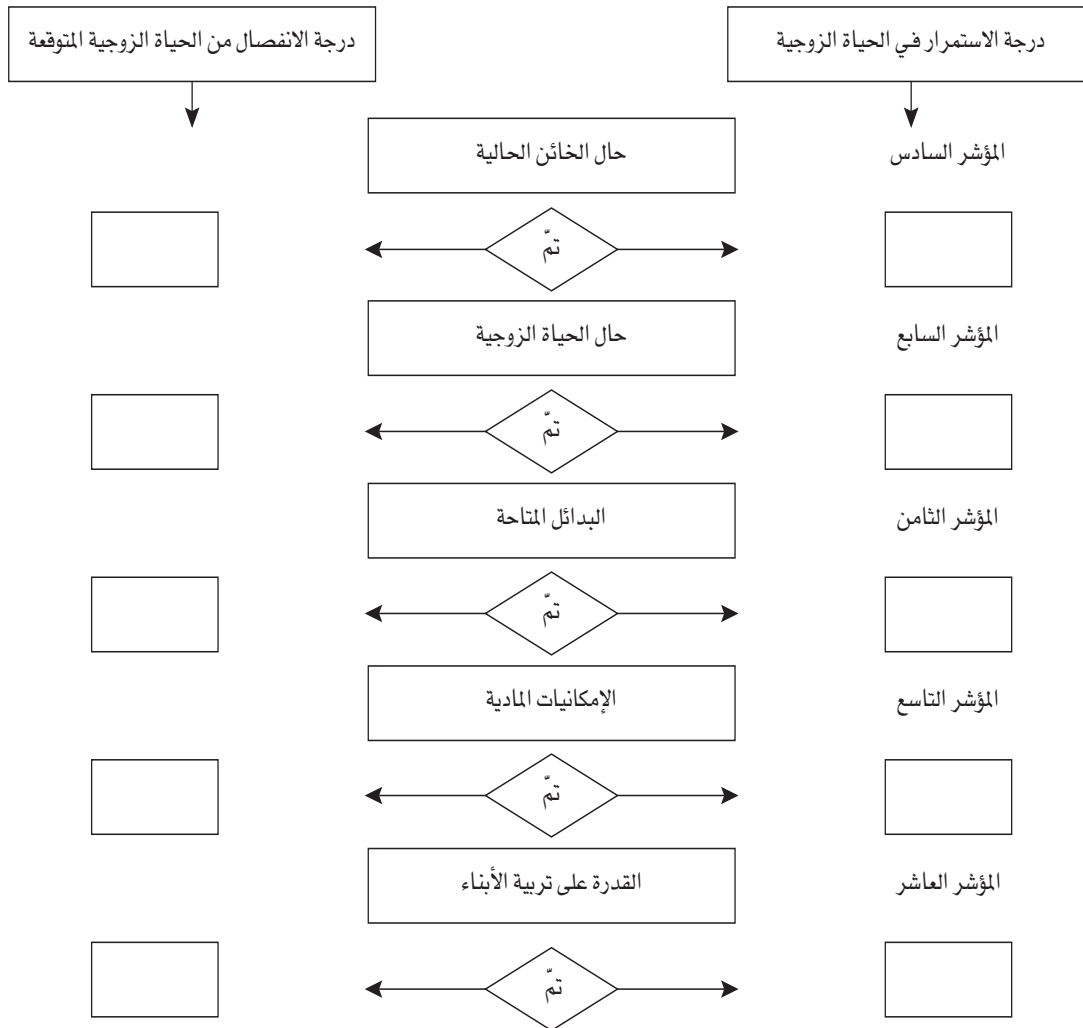 درجة الاستمرار في الحياة الزوجية
درجة الانفصال من الحياة الزوجية المتوقعة
المؤشر السادس
حال الخائن الحالية
تمّ
المؤشر السابع
حال الحياة الزوجية
تمّ
المؤشر الثامن
البدائل المتاحة
تمّ
المؤشر التاسع
الإمكانيات المادية
تمّ
المؤشر العاشر
القدرة على تربية الأبناء
تمّ